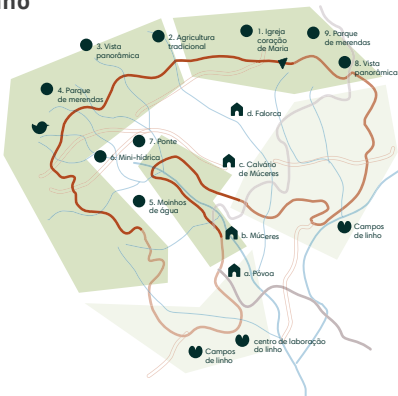 nho
1. Igreja
coração
de Maria
9. Parque
de merendas
2. Agricultura
tradicional
3. Vista
panorâmica
8. Vista
panorâmica
4. Parque
de merendas
d. Falorca
7. Ponte
6. Mini-hídrica
c. Calvário
de Múceres
5. Moinhos
de água
b. Múceres
Campos
de linho
a. Póvoa
centro de laboração
do linho
Campos
de linho